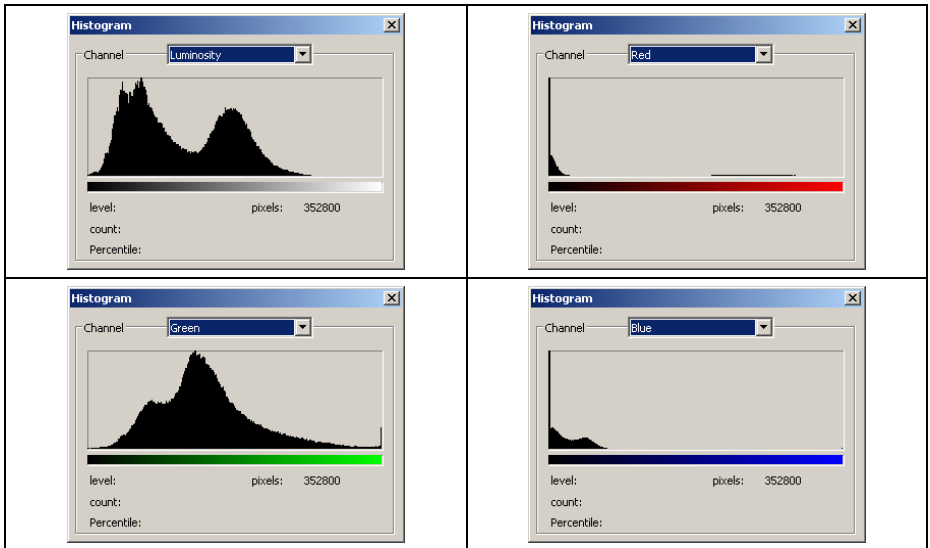 Histogram
Channel Luminosity
level: pixels: 352800
count:
Percentile:
Histogram
Channel Red
level: pixels: 352800
count:
Percentile:
Histogram
Channel Green
level: pixels: 352800
count:
Percentile:
Histogram
Channel Blue
level: pixels: 352800
count:
Percentile: